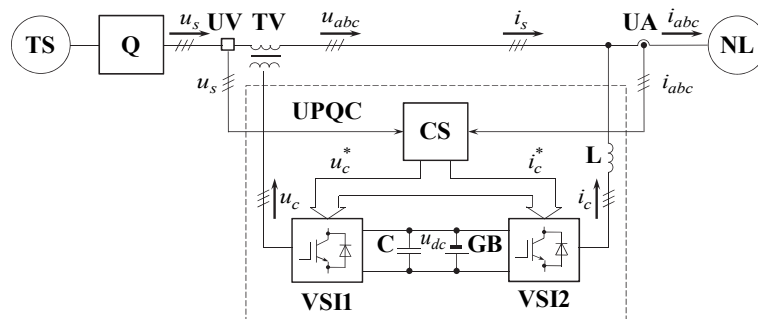 u_s UV TV u_abc i_s UA i_abc
TS Q NL
u_s i_abc
UPQC CS
u_c^* i_c^* L
u_c i_c
C u_dc GB
VSI1 VSI2